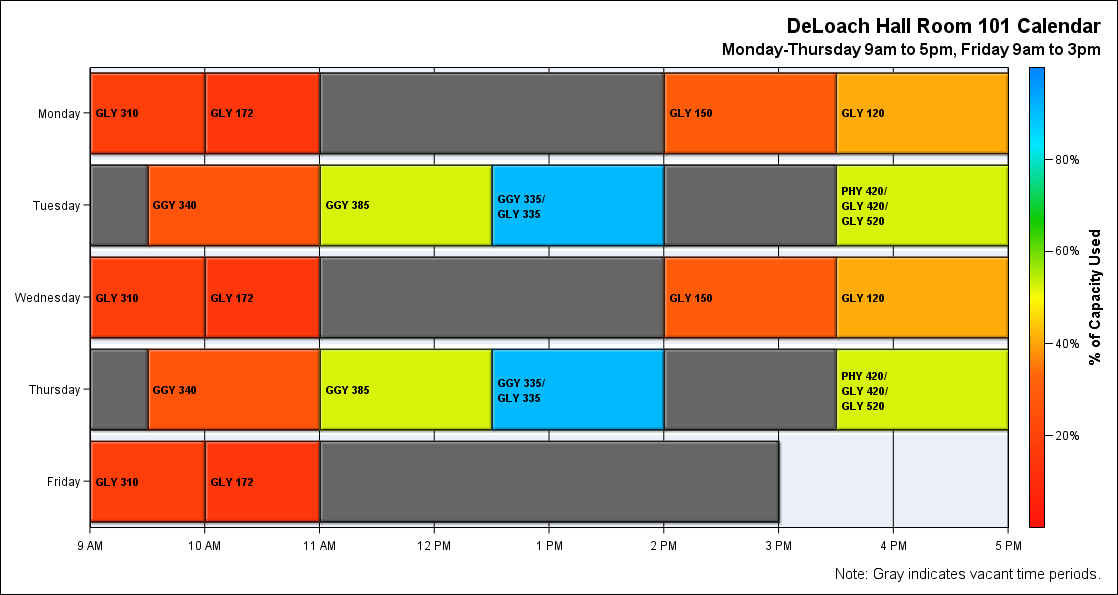 DeLoach Hall Room 101 Calendar
Monday-Thursday 9am to 5pm, Friday 9am to 3pm
Monday
GLY 310
GLY 172
GLY 150
GLY 120
Tuesday
GGY 340
GGY 385
GGY 335/
GLY 335
PHY 420/
GLY 420/
GLY 520
Wednesday
GLY 310
GLY 172
GLY 150
GLY 120
Thursday
GGY 340
GGY 385
GGY 335/
GLY 335
PHY 420/
GLY 420/
GLY 520
Friday
GLY 310
GLY 172
9 AM
10 AM
11 AM
12 PM
1 PM
2 PM
3 PM
4 PM
5 PM
80%
60%
40%
20%
% of Capacity Used
Note: Gray indicates vacant time periods.